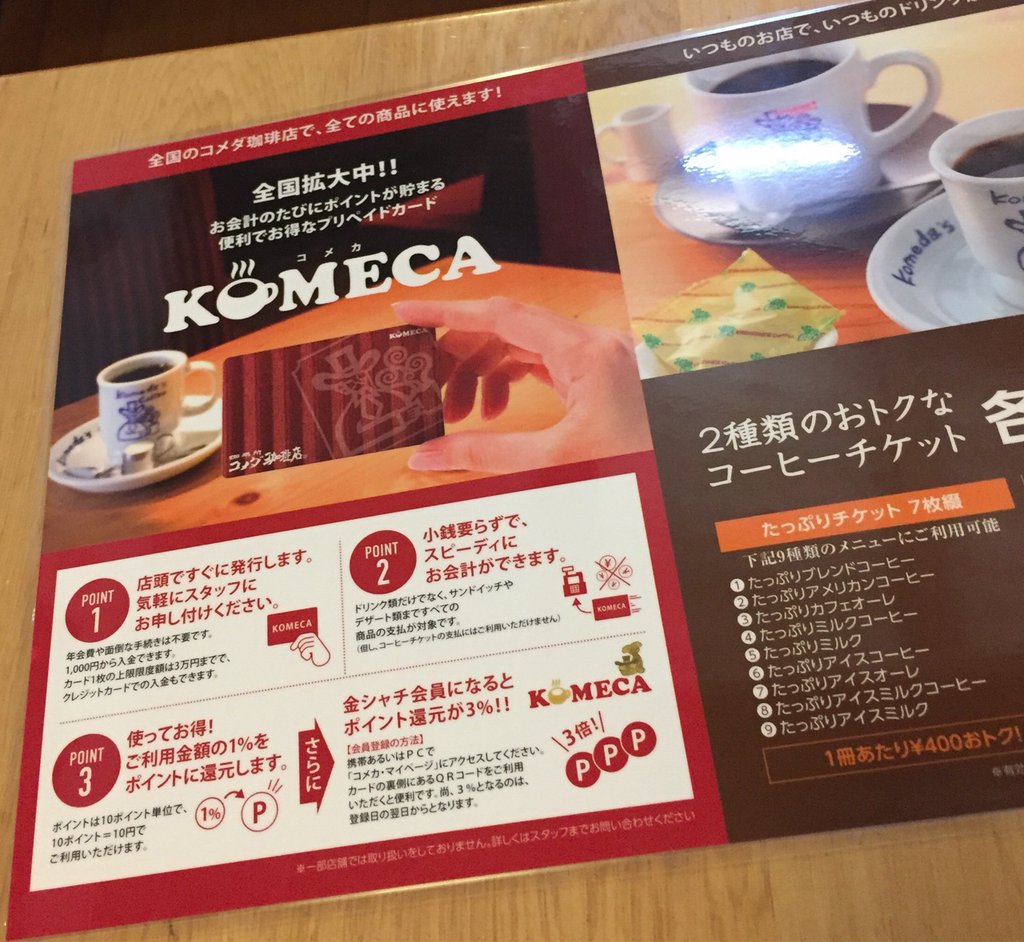 全国のコメダ珈琲店で、全ての商品に使えます!
全国拡大中!!
お会計のたびにポイントが貯まる
便利でお得なプリペイドカード
コメカ
KOMECA
KOMECA
コメダ珈琲店
Komeda's
Coffee
POINT
1
店頭ですぐに発行します。
気軽にスタッフに
お申し付けください。
年会費や面倒な手続きは不要です。
1,000円から入金できます。
カード1枚の上限限度額は3万円までで、
クレジットカードでの入金もできます。
KOMECA
POINT
2
小銭要らずで、
スピーディに
お会計ができます。
ドリンク類だけでなく、サンドイッチや
デザート類まですべての
商品の支払が対象です。
(但し、コーヒーチケットの支払にはご利用いただけません)
KOMECA
POINT
3
使ってお得!
ご利用金額の1%を
ポイントに還元します。
ポイントは10ポイント単位で、
10ポイント=10円で
ご利用いただけます。
1%
P
さらに
金シャチ会員になると
ポイント還元が3%!!
【会員登録の方法】
携帯あるいはPCで
「コメカ・マイページ」にアクセスしてください。
カードの裏側にあるQRコードをご利用
いただくと便利です。尚、3%となるのは、
登録日の翌日からとなります。
KOMECA
3倍!
P P P
※一部店舗では取り扱いをしておりません。詳しくはスタッフまでお問い合わせください
いつものお店で、いつものドリンクが
Komeda's
2種類のおトクな
コーヒーチケット
各
たっぷりチケット 7枚綴
下記9種類のメニューにご利用可能
1 たっぷりブレンドコーヒー
2 たっぷりアメリカンコーヒー
3 たっぷりカフェオーレ
4 たっぷりミルクコーヒー
5 たっぷりミルク
6 たっぷりアイスコーヒー
7 たっぷりアイスオーレ
8 たっぷりアイスミルクコーヒー
9 たっぷりアイスミルク
1冊あたり¥400おトク!
※有効